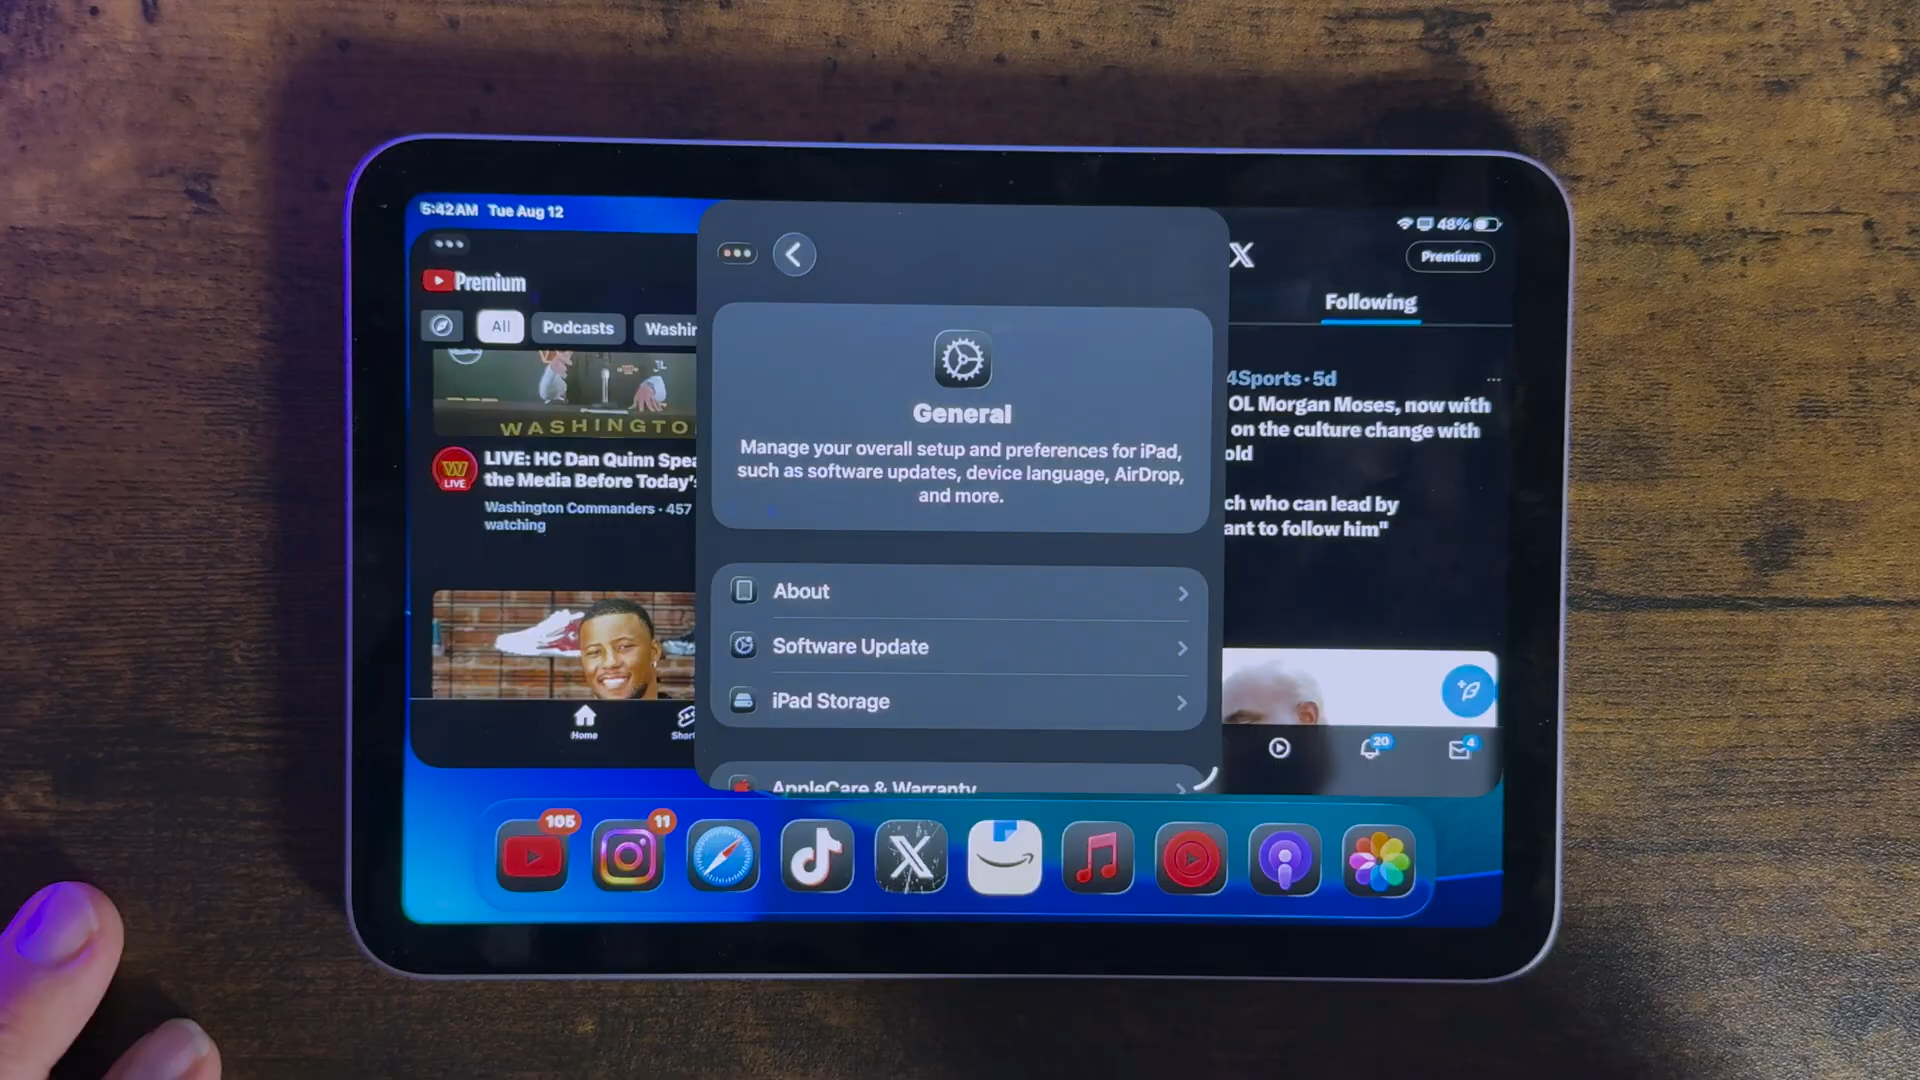 5:42AM Tue Aug 12
48%
Premium
All
Podcasts
Washin
WASHINGTO
LIVE: HC Dan Quinn Spea
the Media Before Today's
LIVE
Washington Commanders · 457
watching
Home
Short
General
Manage your overall setup and preferences for iPad,
such as software updates, device language, AirDrop,
and more.
About
Software Update
iPad Storage
AppleCare & Warranty
X
Premium
Following
4Sports · 5d
OL Morgan Moses, now with
on the culture change with
old
ch who can lead by
ant to follow him"
20
4
105
11